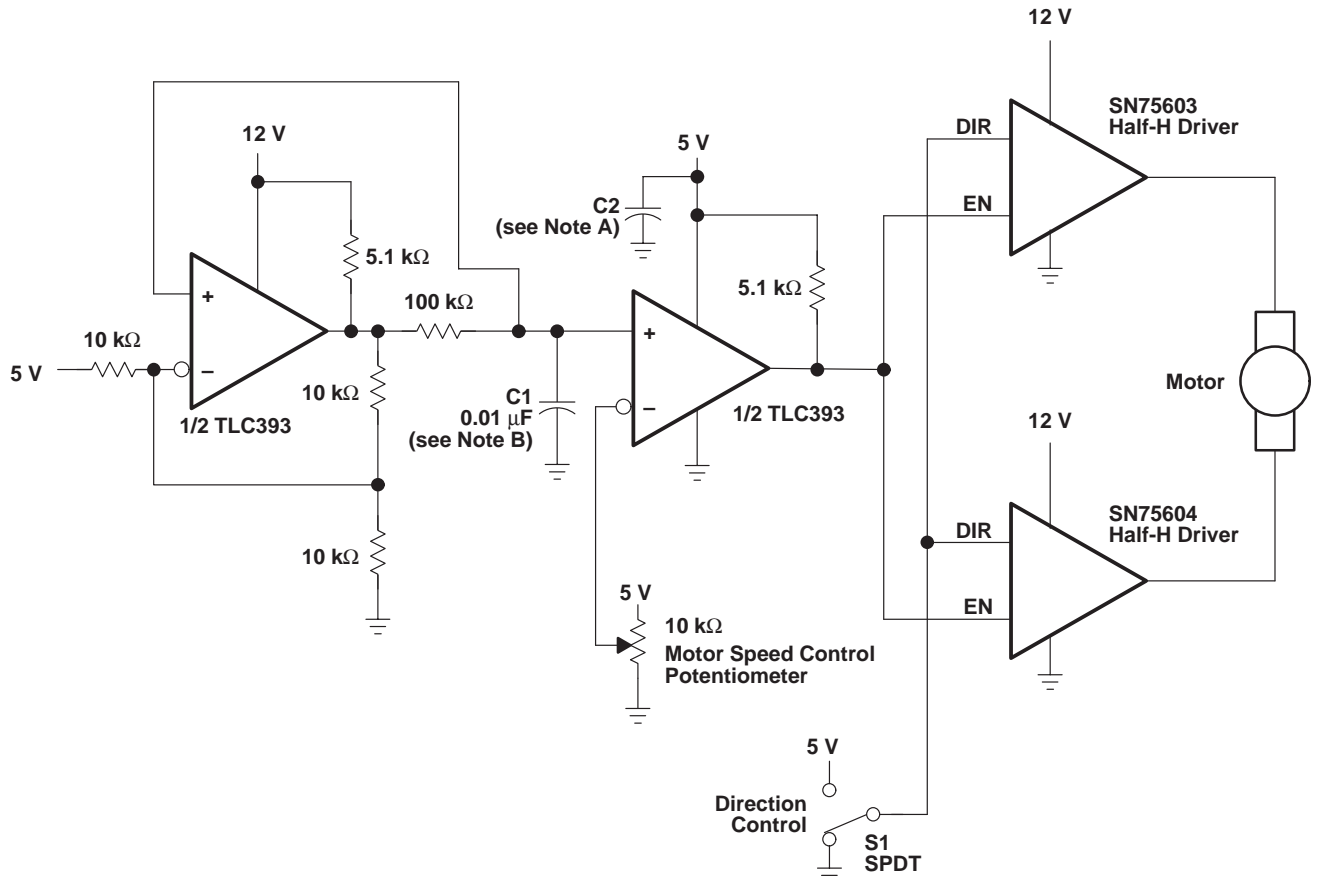 12 V
SN75603
Half-H Driver
DIR
EN
12 V
5 V
C2
(see Note A)
5.1 kΩ
5.1 kΩ
100 kΩ
10 kΩ
5 V
+
−
1/2 TLC393
10 kΩ
C1
0.01 µF
(see Note B)
+
−
1/2 TLC393
Motor
12 V
SN75604
Half-H Driver
DIR
EN
10 kΩ
5 V
10 kΩ
Motor Speed Control
Potentiometer
5 V
Direction
Control
S1
SPDT